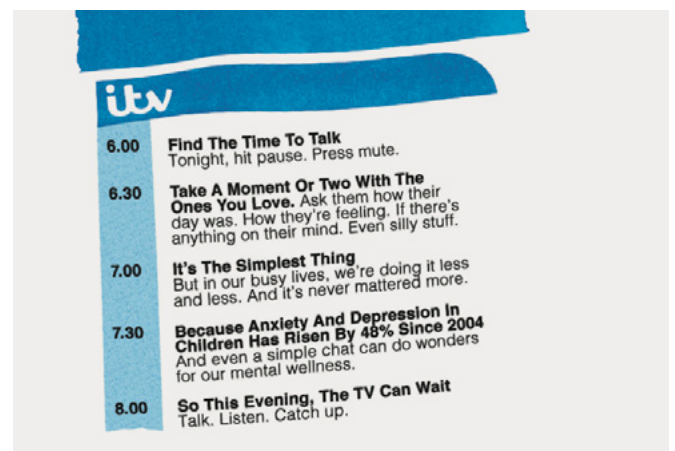 itv
6.00 Find The Time To Talk
Tonight, hit pause. Press mute.
6.30 Take A Moment Or Two With The
Ones You Love. Ask them how their
day was. How they're feeling. If there's
anything on their mind. Even silly stuff.
7.00 It's The Simplest Thing
But in our busy lives, we're doing it less
and less. And it's never mattered more.
7.30 Because Anxiety And Depression In
Children Has Risen By 48% Since 2004
And even a simple chat can do wonders
for our mental wellness.
8.00 So This Evening, The TV Can Wait
Talk. Listen. Catch up.